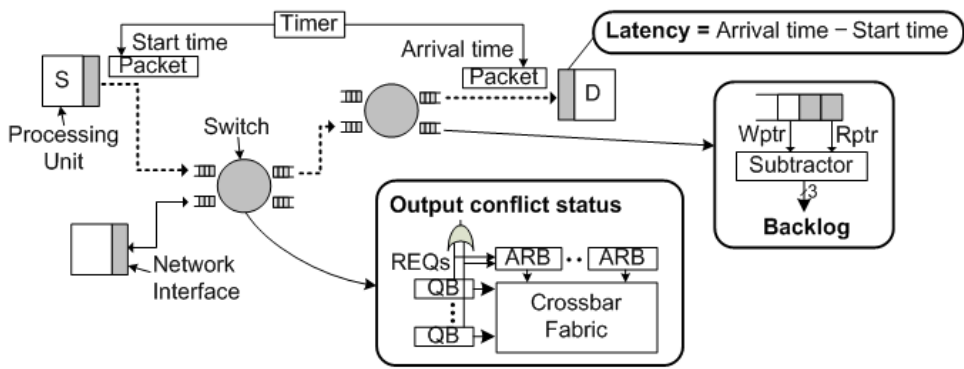 Timer
Start time
Packet
Arrival time
Packet
Latency = Arrival time − Start time
S
D
Processing
Unit
Switch
Wptr
Rptr
Subtractor
3
Backlog
Output conflict status
REQs
ARB
ARB
QB
QB
Crossbar
Fabric
Network
Interface